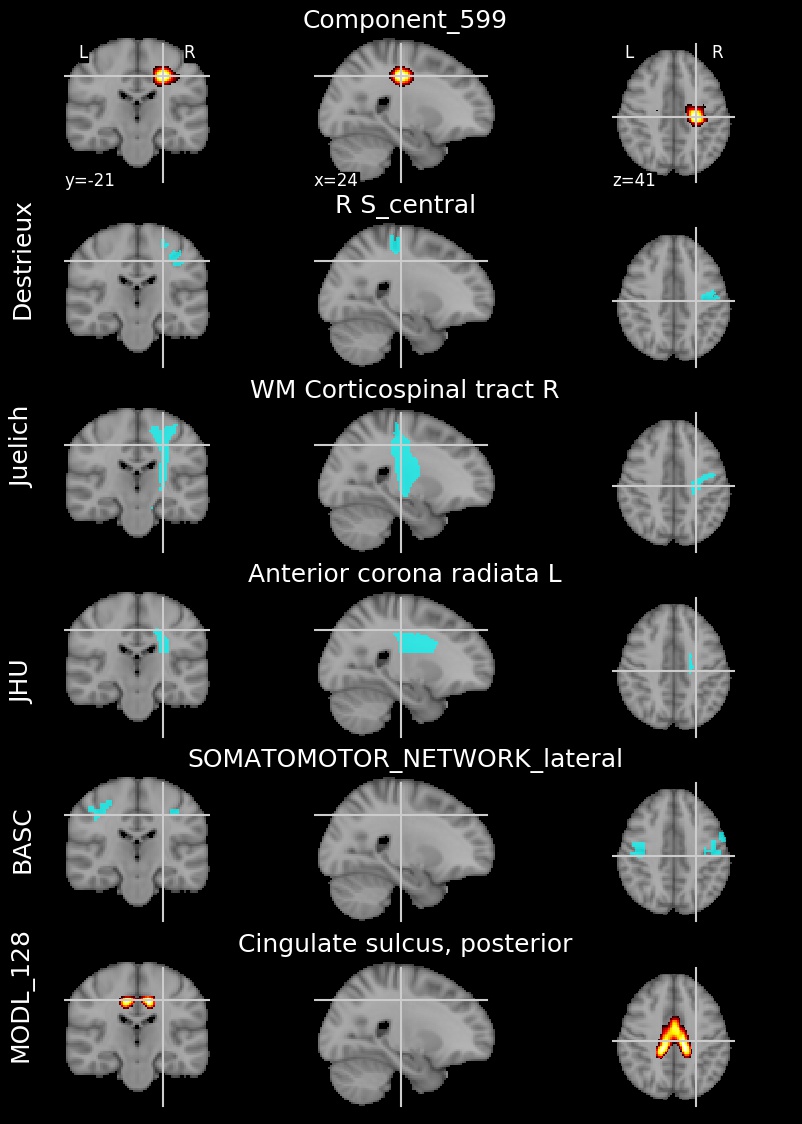 Component_599
L R L R
y=-21 x=24 z=41
R S_central
Destrieux
WM Corticospinal tract R
Juelich
Anterior corona radiata L
JHU
SOMATOMOTOR_NETWORK_lateral
BASC
Cingulate sulcus, posterior
MODL_128